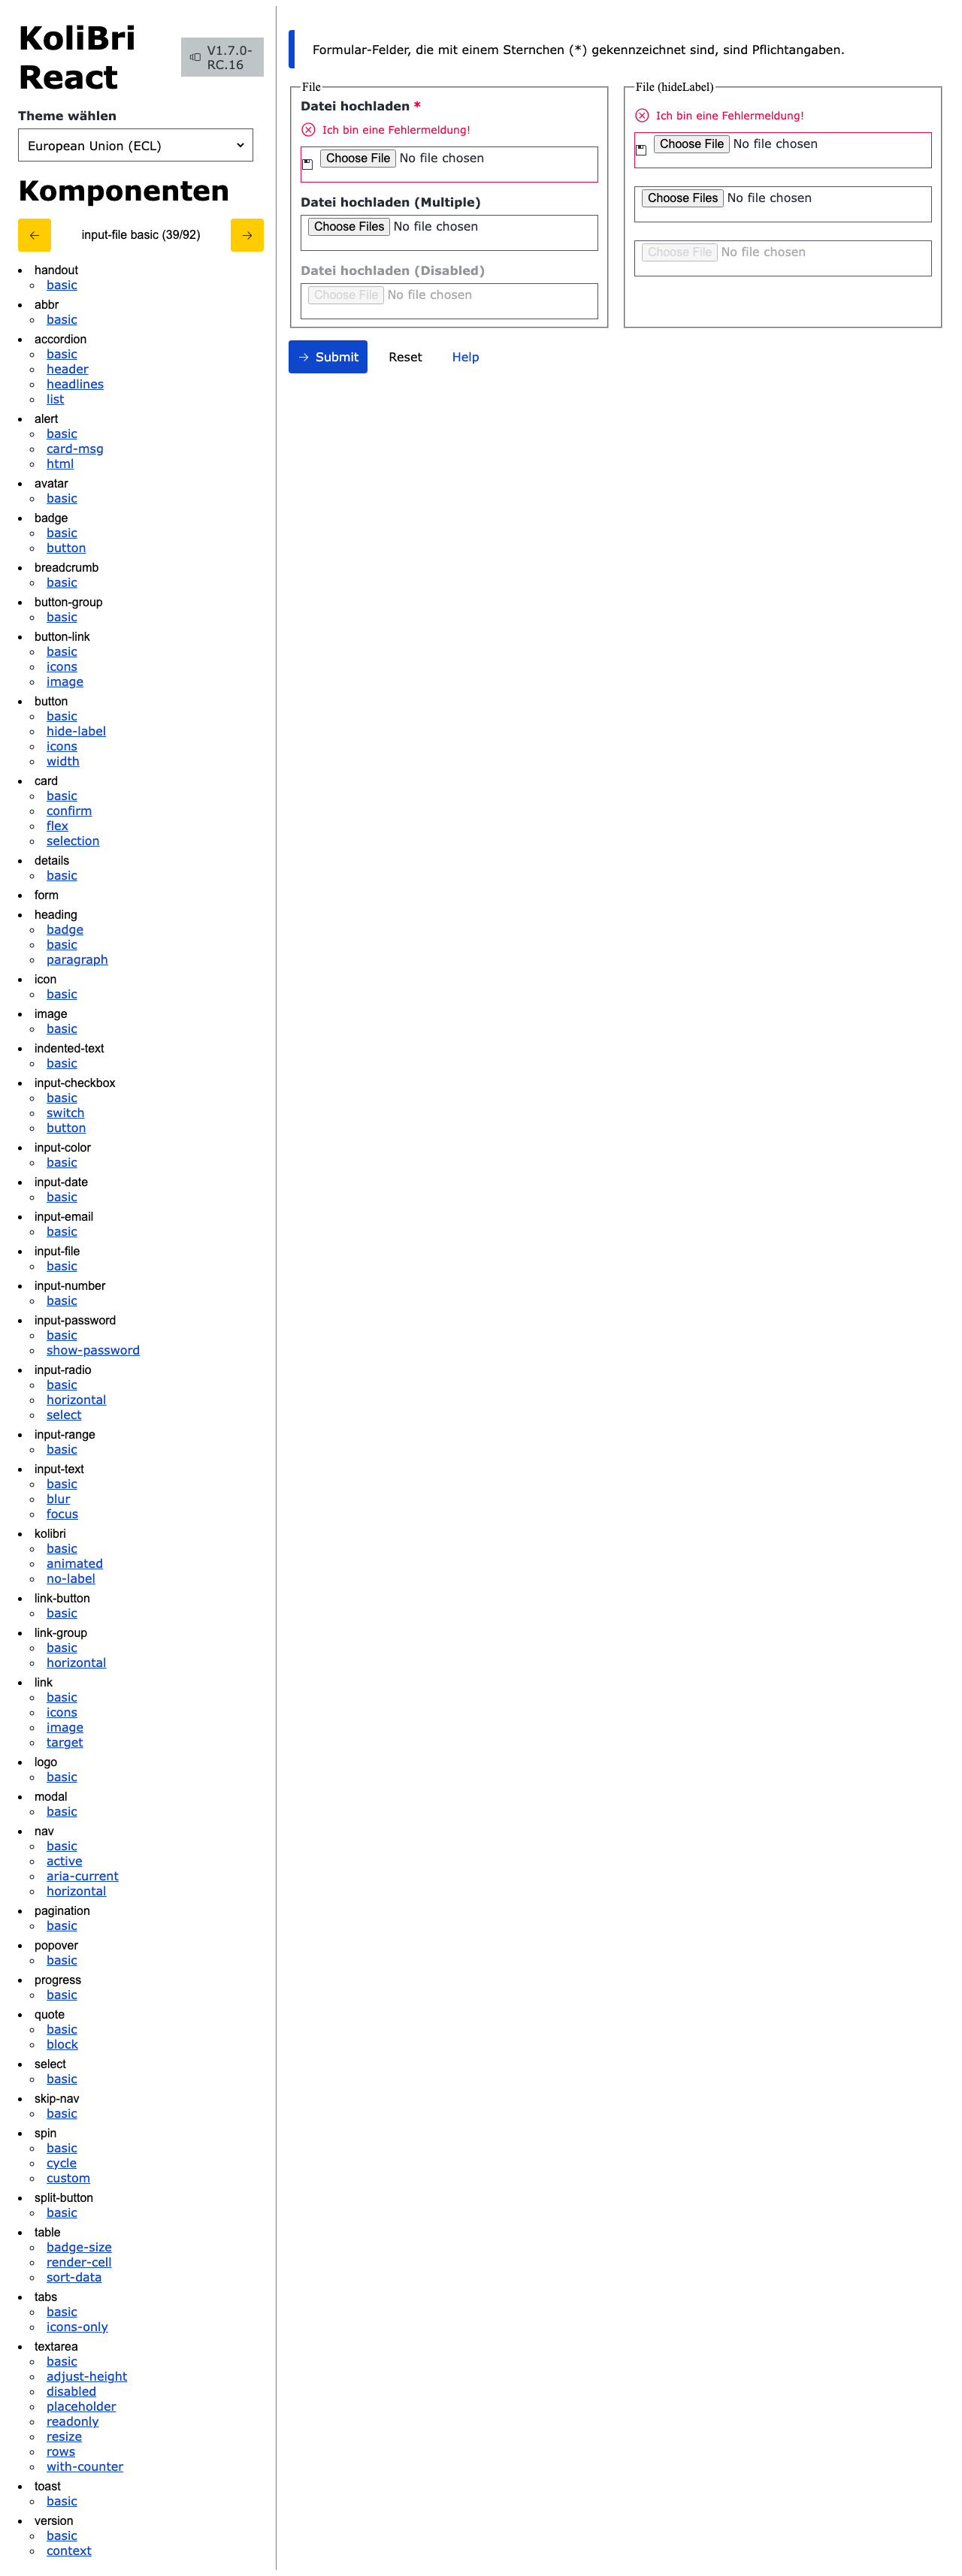 KoliBri
React
V1.7.0-
RC.16
Theme wählen
European Union (ECL)
Komponenten
input-file basic (39/92)
handout
basic
abbr
basic
accordion
basic
header
headlines
list
alert
basic
card-msg
html
avatar
basic
badge
basic
button
breadcrumb
basic
button-group
basic
button-link
basic
icons
image
button
basic
hide-label
icons
width
card
basic
confirm
flex
selection
details
basic
form
heading
badge
basic
paragraph
icon
basic
image
basic
indented-text
basic
input-checkbox
basic
switch
button
input-color
basic
input-date
basic
input-email
basic
input-file
basic
input-number
basic
input-password
basic
show-password
input-radio
basic
horizontal
select
input-range
basic
input-text
basic
blur
focus
kolibri
basic
animated
no-label
link-button
basic
link-group
basic
horizontal
link
basic
icons
image
target
logo
basic
modal
basic
nav
basic
active
aria-current
horizontal
pagination
basic
popover
basic
progress
basic
quote
basic
block
select
basic
skip-nav
basic
spin
basic
cycle
custom
split-button
basic
table
badge-size
render-cell
sort-data
tabs
basic
icons-only
textarea
basic
adjust-height
disabled
placeholder
readonly
resize
rows
with-counter
toast
basic
version
basic
context
Formular-Felder, die mit einem Sternchen (*) gekennzeichnet sind, sind Pflichtangaben.
File
Datei hochladen *
Ich bin eine Fehlermeldung!
Choose File No file chosen
Datei hochladen (Multiple)
Choose Files No file chosen
Datei hochladen (Disabled)
Choose File No file chosen
File (hideLabel)
Ich bin eine Fehlermeldung!
Choose File No file chosen
Choose Files No file chosen
Choose File No file chosen
Submit Reset Help